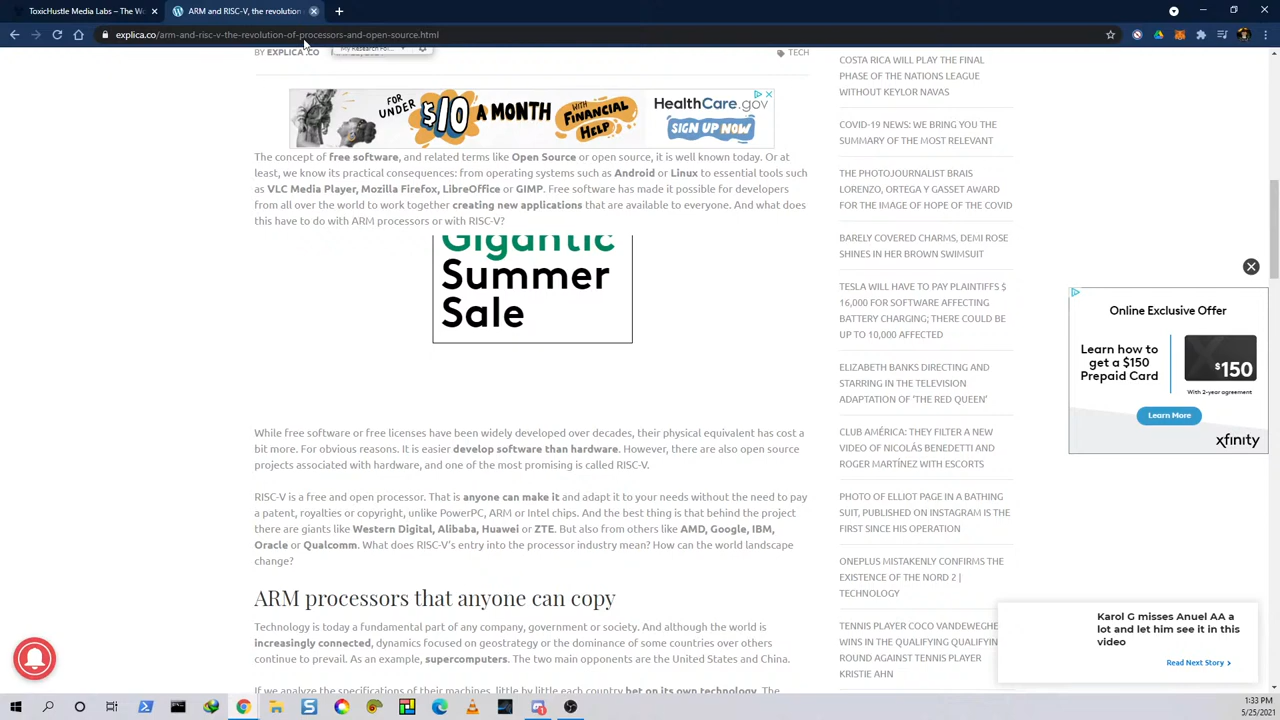 ToxicHustle Media Labs – The W
ARM and RISC-V, the revolution
explica.co/arm-and-risc-v-the-revolution-of-processors-and-open-source.html
BY EXPLICA .CO
TECH
FOR UNDER $10 A MONTH WITH FINANCIAL HELP
HealthCare.gov
SIGN UP NOW
The concept of free software, and related terms like Open Source or open source, it is well known today. Or at
least, we know its practical consequences: from operating systems such as Android or Linux to essential tools such
as VLC Media Player, Mozilla Firefox, LibreOffice or GIMP. Free software has made it possible for developers
from all over the world to work together creating new applications that are available to everyone. And what does
this have to do with ARM processors or with RISC-V?
Gigantic
Summer
Sale
While free software or free licenses have been widely developed over decades, their physical equivalent has cost a
bit more. For obvious reasons. It is easier develop software than hardware. However, there are also open source
projects associated with hardware, and one of the most promising is called RISC-V.
RISC-V is a free and open processor. That is anyone can make it and adapt it to your needs without the need to pay
a patent, royalties or copyright, unlike PowerPC, ARM or Intel chips. And the best thing is that behind the project
there are giants like Western Digital, Alibaba, Huawei or ZTE. But also from others like AMD, Google, IBM,
Oracle or Qualcomm. What does RISC-V's entry into the processor industry mean? How can the world landscape
change?
ARM processors that anyone can copy
Technology is today a fundamental part of any company, government or society. And although the world is
increasingly connected, dynamics focused on geostrategy or the dominance of some countries over others
continue to prevail. As an example, supercomputers. The two main opponents are the United States and China.
If we analyze the specifications of their machines, little by little each country bet on its own technology. The
COSTA RICA WILL PLAY THE FINAL
PHASE OF THE NATIONS LEAGUE
WITHOUT KEYLOR NAVAS
COVID-19 NEWS: WE BRING YOU THE
SUMMARY OF THE MOST RELEVANT
THE PHOTOJOURNALIST BRAIS
LORENZO, ORTEGA Y GASSET AWARD
FOR THE IMAGE OF HOPE OF THE COVID
BARELY COVERED CHARMS, DEMI ROSE
SHINES IN HER BROWN SWIMSUIT
TESLA WILL HAVE TO PAY PLAINTIFFS $
16,000 FOR SOFTWARE AFFECTING
BATTERY CHARGING; THERE COULD BE
UP TO 10,000 AFFECTED
ELIZABETH BANKS DIRECTING AND
STARRING IN THE TELEVISION
ADAPTATION OF 'THE RED QUEEN'
CLUB AMÉRICA: THEY FILTER A NEW
VIDEO OF NICOLÁS BENEDETTI AND
ROGER MARTÍNEZ WITH ESCORTS
PHOTO OF ELLIOT PAGE IN A BATHING
SUIT, PUBLISHED ON INSTAGRAM IS THE
FIRST SINCE HIS OPERATION
ONEPLUS MISTAKENLY CONFIRMS THE
EXISTENCE OF THE NORD 2 |
TECHNOLOGY
TENNIS PLAYER COCO VANDEWEGHE
WINS IN THE QUALIFYING QUALIFYIN
ROUND AGAINST TENNIS PLAYER
KRISTIE AHN
Online Exclusive Offer
Learn how to
get a $150
Prepaid Card
$150
With 2-year agreement
Learn More
xfinity
Karol G misses Anuel AA a
lot and let him see it in this
video
Read Next Story
1:33 PM
5/25/2021